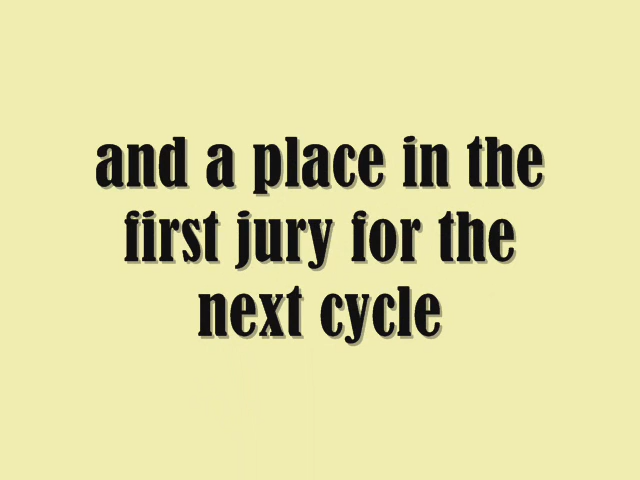 and a place in the
first jury for the
next cycle